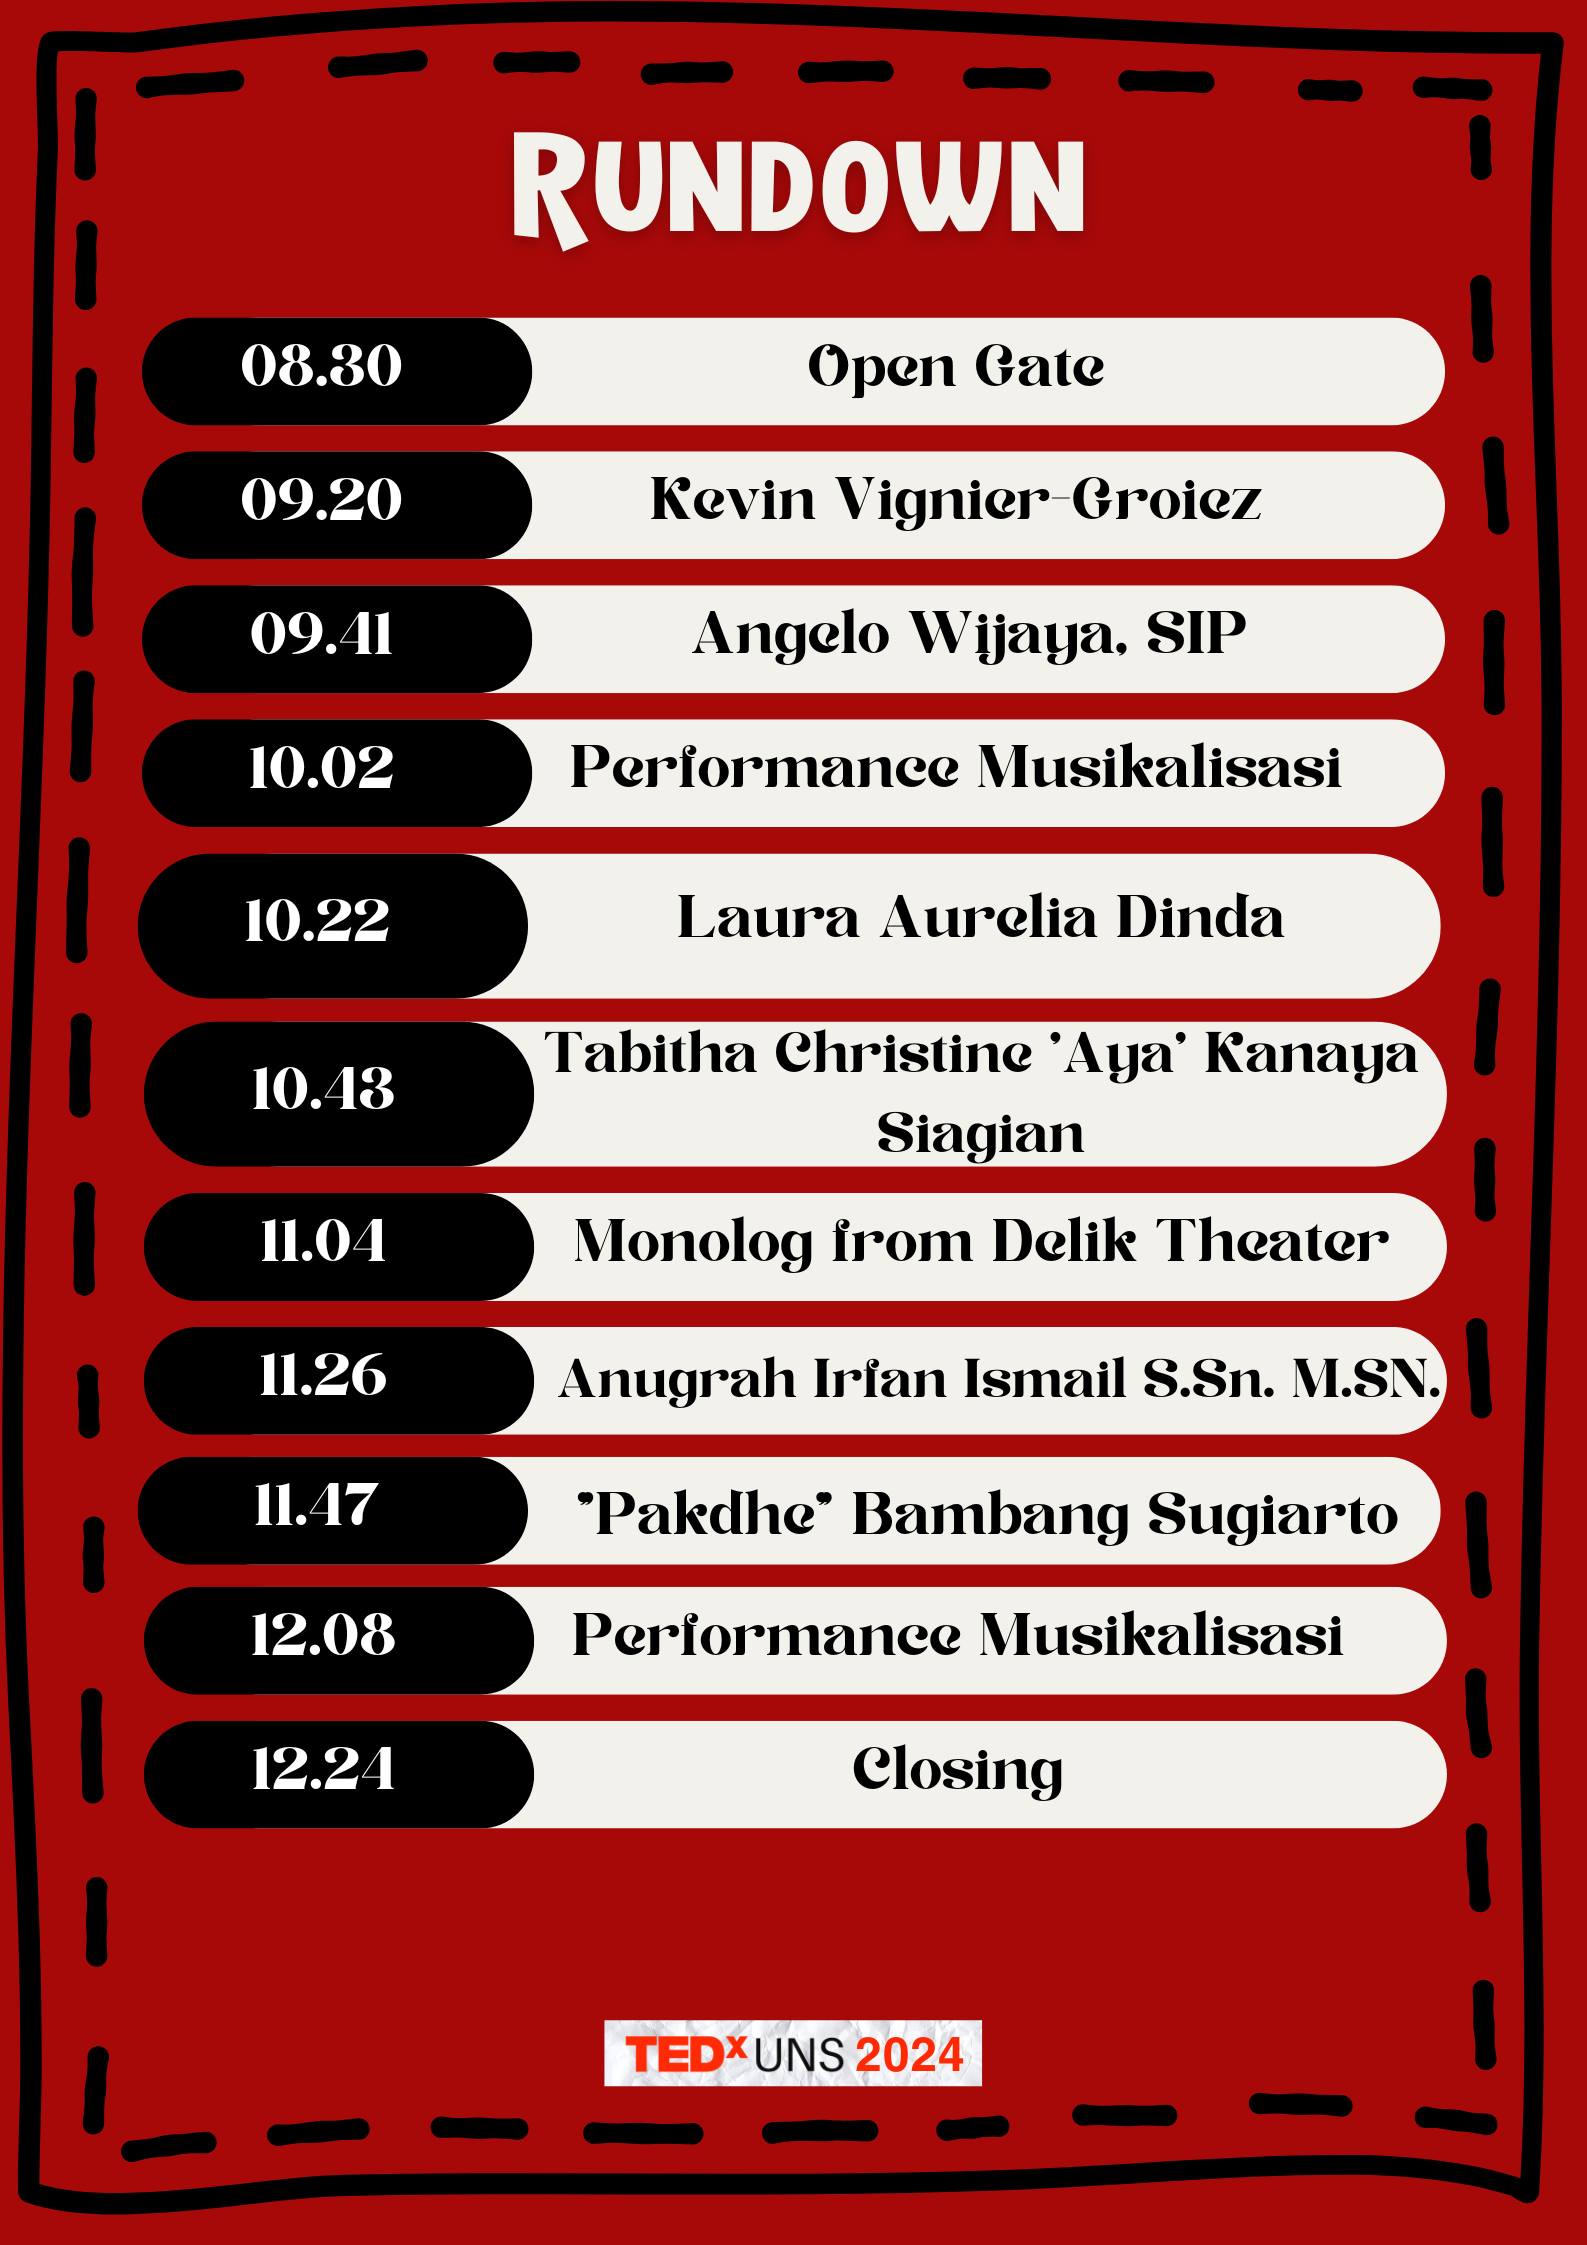 RUNDOWN
08.30 Open Gate
09.20 Kevin Vignier-Groiez
09.41 Angelo Wijaya, SIP
10.02 Performance Musikalisasi
10.22 Laura Aurelia Dinda
10.43 Tabitha Christine 'Aya' Kanaya
Siagian
11.04 Monolog from Delik Theater
11.26 Anugrah Irfan Ismail S.Sn. M.SN.
11.47 "Pakdhe" Bambang Sugiarto
12.08 Performance Musikalisasi
12.24 Closing
TEDx UNS 2024